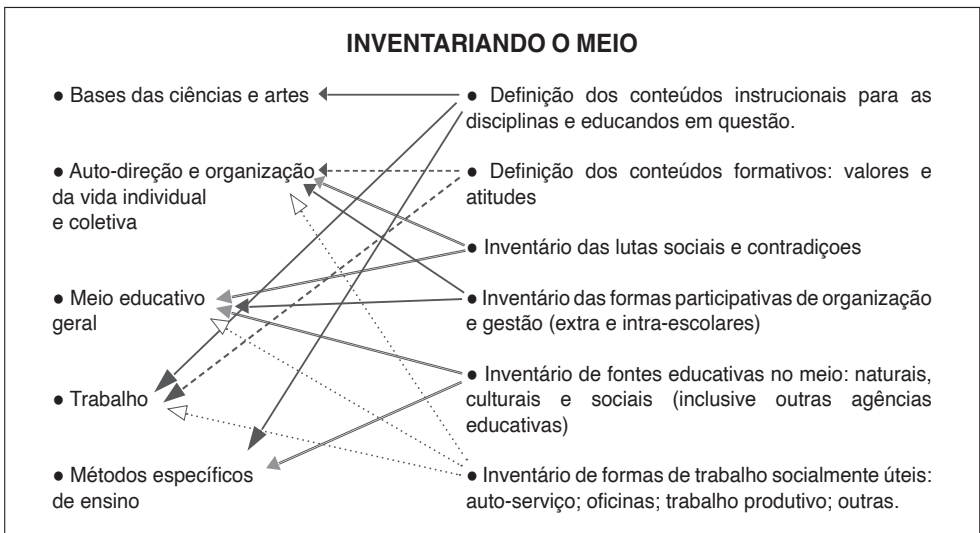 INVENTARIANDO O MEIO
● Bases das ciências e artes
● Auto-direção e organização
da vida individual
e coletiva
● Meio educativo
geral
● Trabalho
● Métodos específicos
de ensino
● Definição dos conteúdos instrucionais para as
disciplinas e educandos em questão.
● Definição dos conteúdos formativos: valores e
atitudes
● Inventário das lutas sociais e contradiçoes
● Inventário das formas participativas de organização
e gestão (extra e intra-escolares)
● Inventário de fontes educativas no meio: naturais,
culturais e sociais (inclusive outras agências
educativas)
● Inventário de formas de trabalho socialmente úteis:
auto-serviço; oficinas; trabalho produtivo; outras.